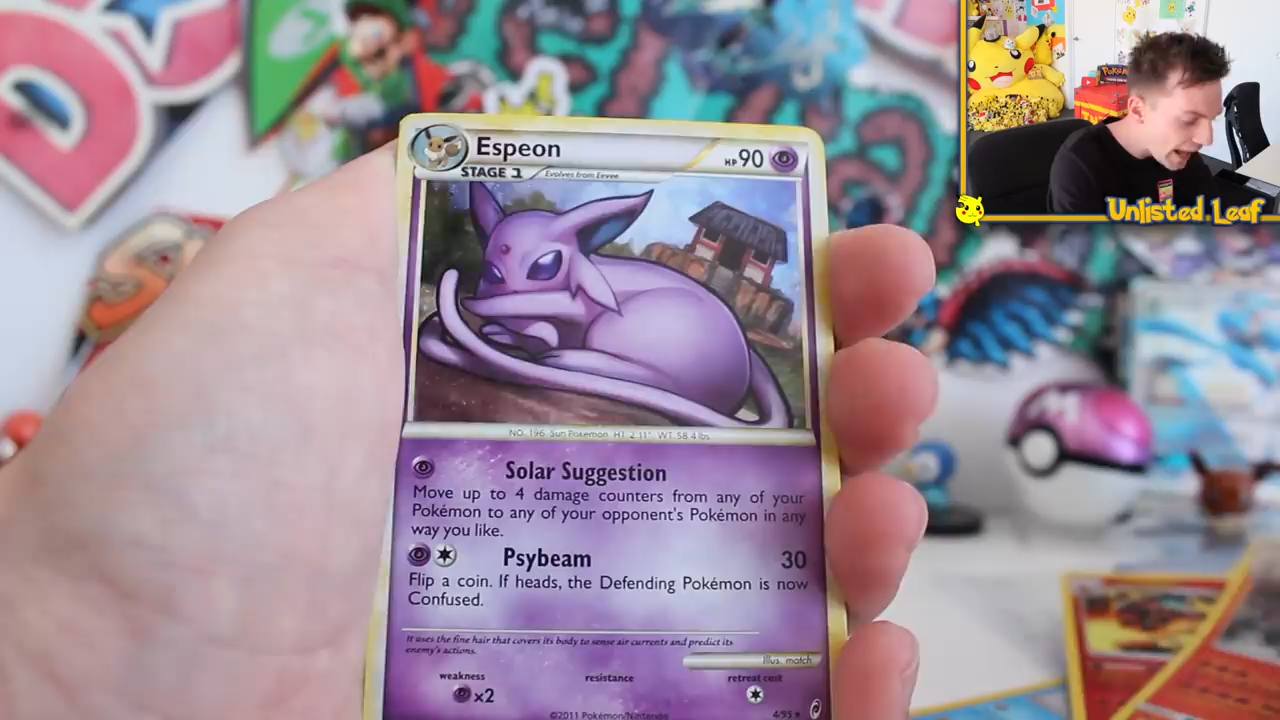 Espeon
HP 90
STAGE 1
Evolves from Eevee
NO. 196 Sun Pokémon HT. 2'11" WT. 58.4 lbs.
Solar Suggestion
Move up to 4 damage counters from any of your
Pokémon to any of your opponent's Pokémon in any
way you like.
Psybeam 30
Flip a coin. If heads, the Defending Pokémon is now
Confused.
It uses the fine hair that covers its body to sense air currents and predict its
enemy's actions.
Illus. match
weakness resistance retreat cost
x2
©2011 Pokémon/Nintendo 4/95
Unlisted Leaf
D
M